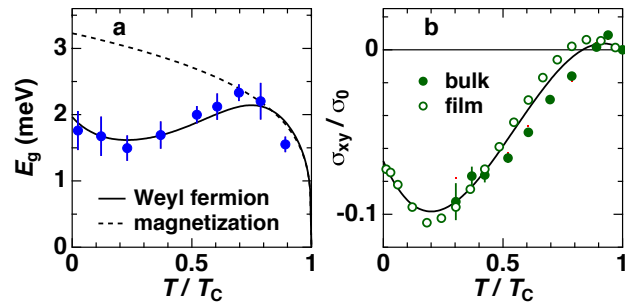 a
E_g (meV)
3
2
1
0
Weyl fermion
magnetization
0
0.5
1
T / T_C
b
σ_xy / σ_0
0
-0.1
bulk
film
0
0.5
1
T / T_C